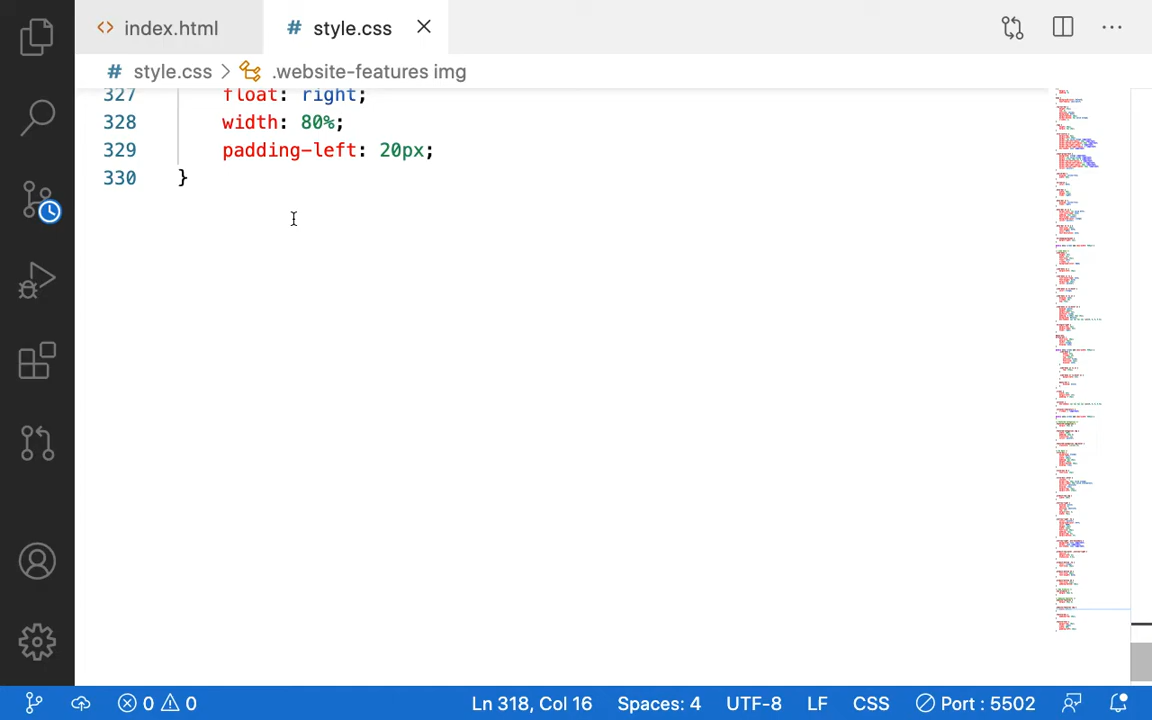 index.html
# style.css
# style.css > .website-features img
327 float: right;
328 width: 80%;
329 padding-left: 20px;
330 }
0 0 Ln 318, Col 16 Spaces: 4 UTF-8 LF CSS Port : 5502